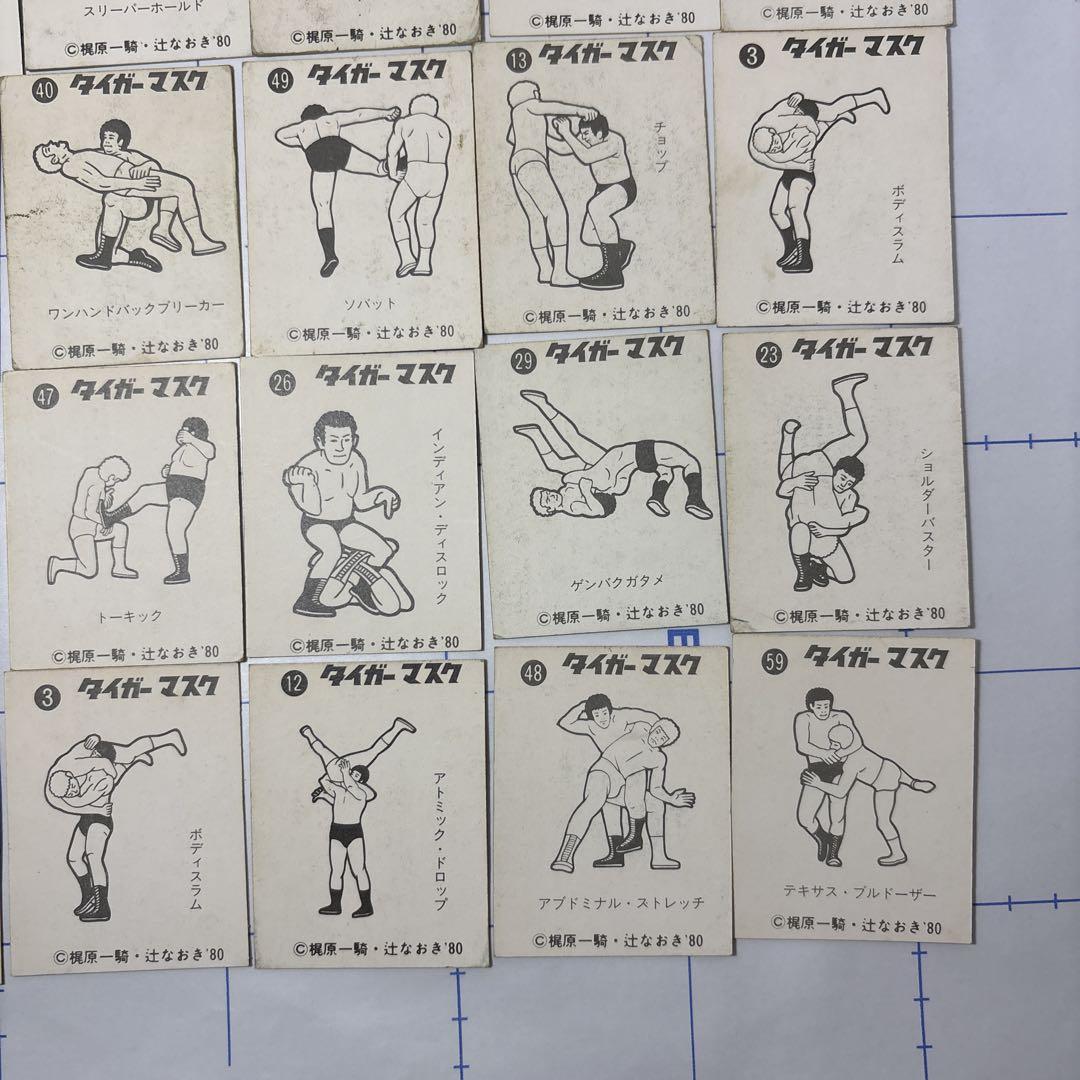 スリーパーホールド
©梶原一騎・辻なおき'80
©梶原一騎・辻なおき'80
©梶原一騎・辻なおき'80
©梶原一騎・辻なおき'80
40 タイガーマスク
ワンハンドバックブリーカー
©梶原一騎・辻なおき'80
49 タイガーマスク
ソバット
©梶原一騎・辻なおき'80
13 タイガーマスク
チョップ
©梶原一騎・辻なおき'80
3 タイガーマスク
ボディスラム
©梶原一騎・辻なおき'80
47 タイガーマスク
トーキック
©梶原一騎・辻なおき'80
26 タイガーマスク
インディアン・ディスロック
©梶原一騎・辻なおき'80
29 タイガーマスク
ゲンバクガタメ
©梶原一騎・辻なおき'80
23 タイガーマスク
ショルダーバスター
©梶原一騎・辻なおき'80
3 タイガーマスク
ボディスラム
©梶原一騎・辻なおき'80
12 タイガーマスク
アトミック・ドロップ
©梶原一騎・辻なおき'80
48 タイガーマスク
アブドミナル・ストレッチ
©梶原一騎・辻なおき'80
59 タイガーマスク
テキサス・ブルドーザー
©梶原一騎・辻なおき'80